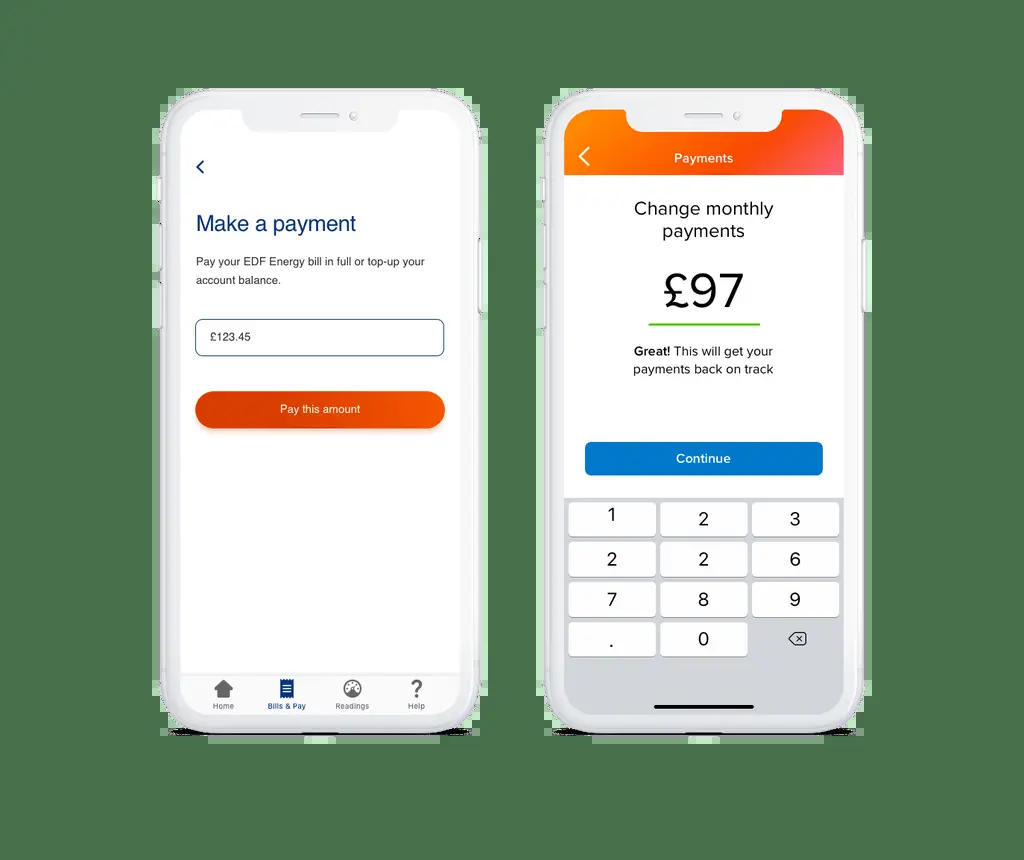 Make a payment
Pay your EDF Energy bill in full or top-up your
account balance.
£123.45
Pay this amount
Home
Bills & Pay
Readings
Help
Payments
Change monthly
payments
£97
Great! This will get your
payments back on track
Continue
1 2 3
2 2 6
7 8 9
. 0